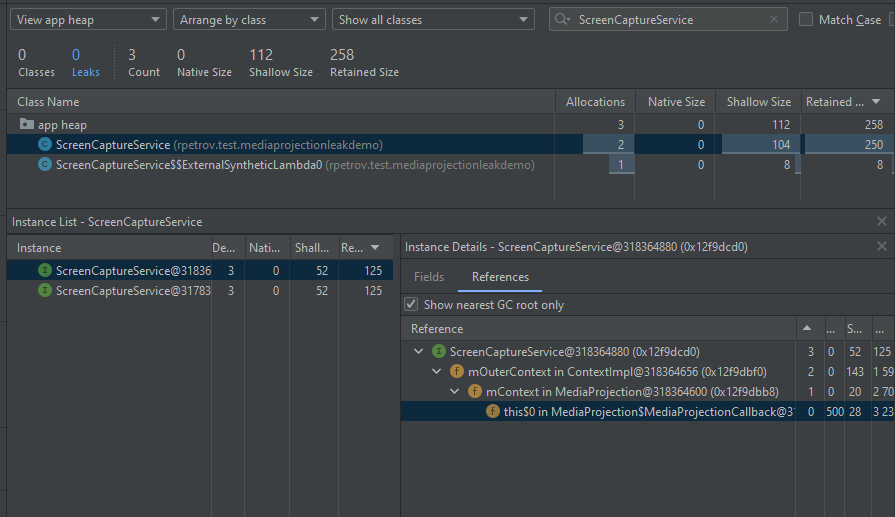 View app heap Arrange by class Show all classes ScreenCaptureService Match Case
0 0 3 0 112 258
Classes Leaks Count Native Size Shallow Size Retained Size
Class Name Allocations Native Size Shallow Size Retained ...
app heap 3 0 112 258
ScreenCaptureService (rpetrov.test.mediaprojectionleakdemo) 2 0 104 250
ScreenCaptureService$$ExternalSyntheticLambda0 (rpetrov.test.mediaprojectionleakdemo) 1 0 8 8
Instance List - ScreenCaptureService
Instance De... Nati... Shall... Re...
ScreenCaptureService@31836 3 0 52 125
ScreenCaptureService@31783 3 0 52 125
Instance Details - ScreenCaptureService@318364880 (0x12f9dcd0)
Fields References
Show nearest GC root only
Reference ... S... ...
ScreenCaptureService@318364880 (0x12f9dcd0) 3 0 52 125
mOuterContext in ContextImpl@318364656 (0x12f9dbf0) 2 0 143 1 59
mContext in MediaProjection@318364600 (0x12f9dbb8) 1 0 20 2 70
this$0 in MediaProjection$MediaProjectionCallback@31 0 500 28 3 23